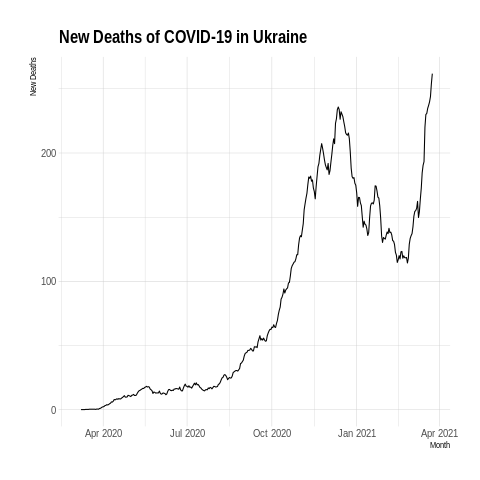 New Deaths of COVID-19 in Ukraine
New Deaths
200
100
0
Apr 2020 Jul 2020 Oct 2020 Jan 2021 Apr 2021
Month